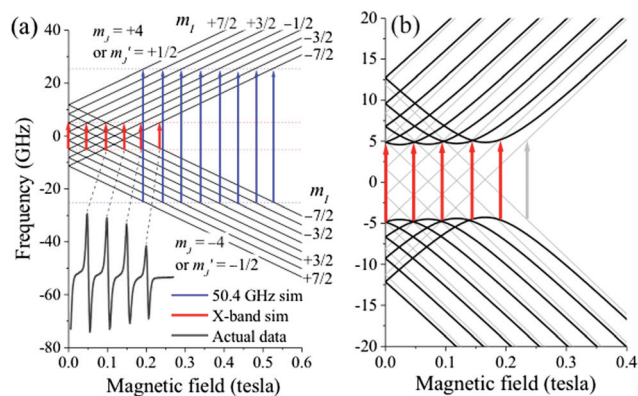 (a)
m_J = +4
or m_J' = +1/2
m_I +7/2 +3/2 −1/2
−3/2
−7/2
40
20
0
-20
-40
-60
-80
Frequency (GHz)
m_I
−7/2
−3/2
+3/2
+7/2
m_J = −4
or m_J' = −1/2
50.4 GHz sim
X-band sim
Actual data
0.0 0.1 0.2 0.3 0.4 0.5 0.6
Magnetic field (tesla)
(b)
20
15
10
5
0
-5
-10
-15
-20
0.0 0.1 0.2 0.3 0.4
Magnetic field (tesla)